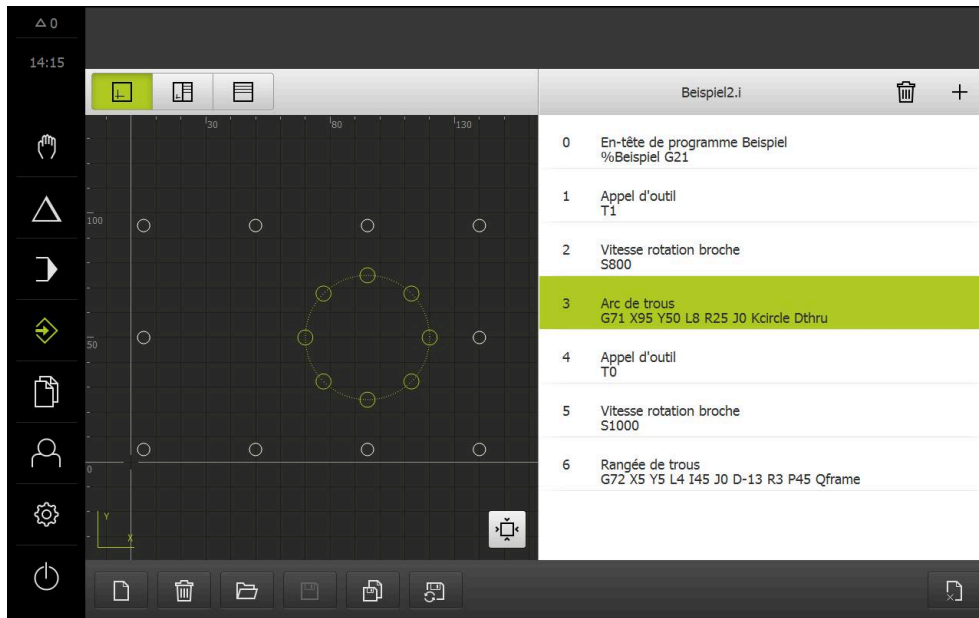 0
14:15
Beispiel2.i
30
80
130
100
50
0
Y
X
0 En-tête de programme Beispiel
%Beispiel G21
1 Appel d'outil
T1
2 Vitesse rotation broche
S800
3 Arc de trous
G71 X95 Y50 L8 R25 J0 Kcircle Dthru
4 Appel d'outil
T0
5 Vitesse rotation broche
S1000
6 Rangée de trous
G72 X5 Y5 L4 I45 J0 D-13 R3 P45 Qframe